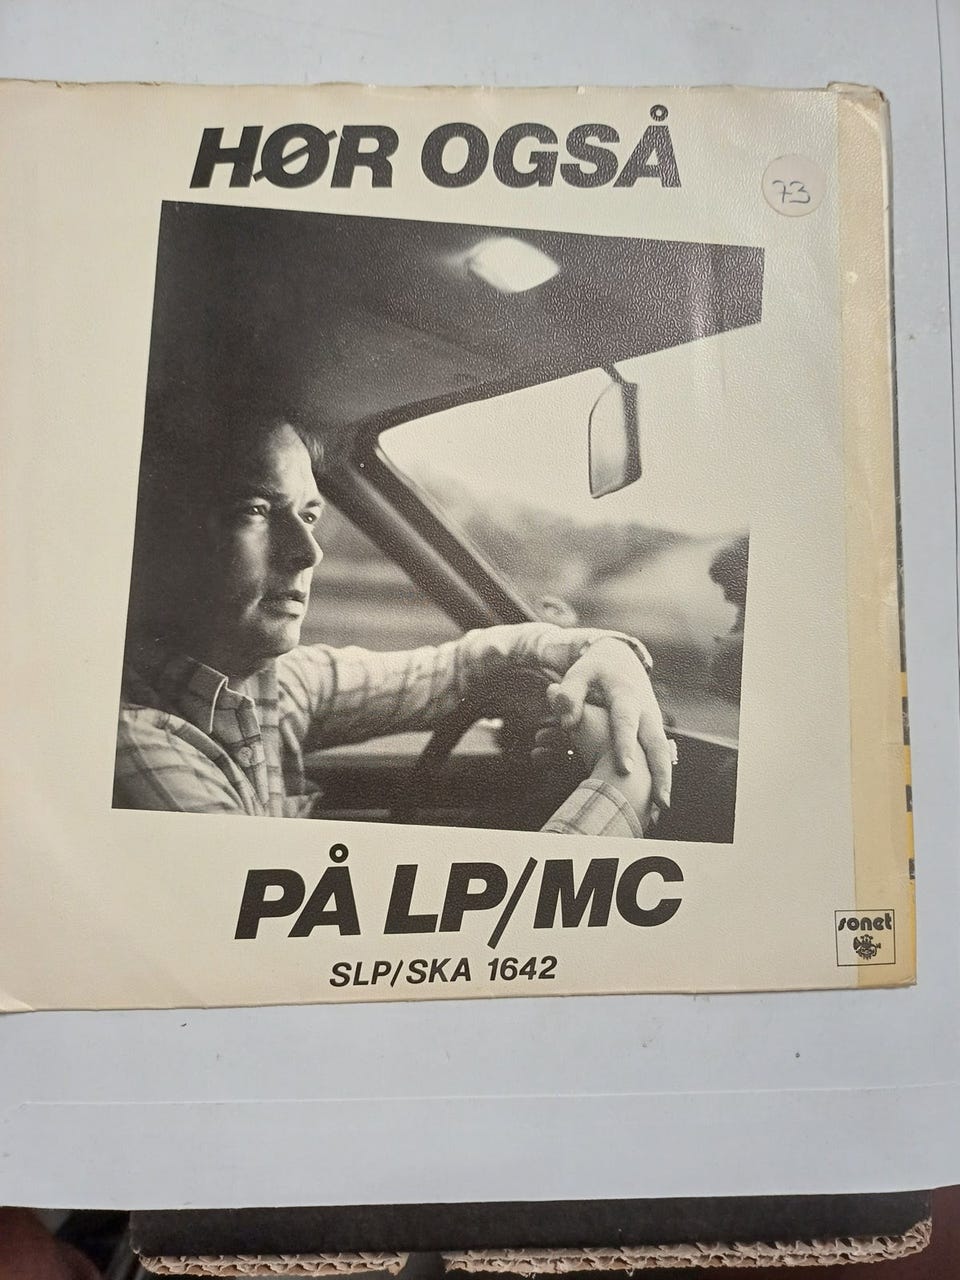 HØR OGSÅ
73
PÅ LP/MC
SLP/SKA 1642
sonet